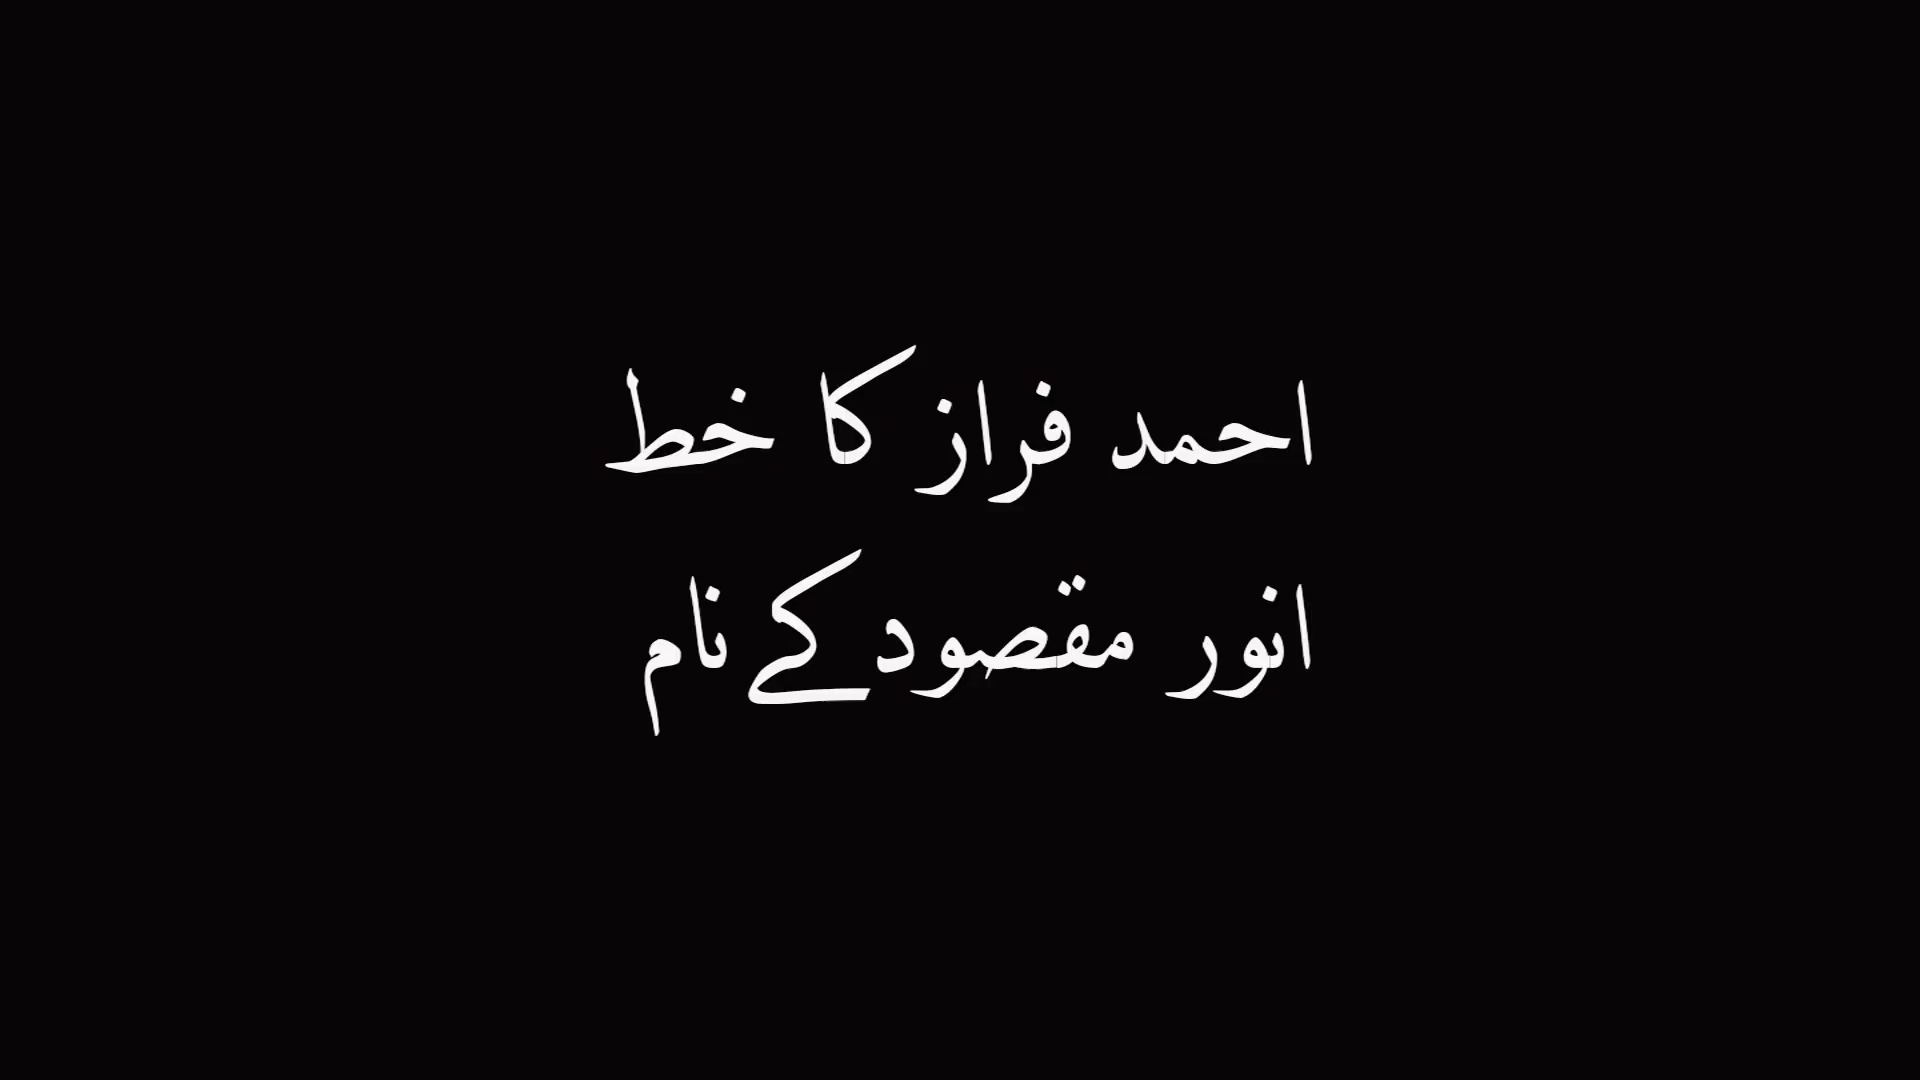 احمد فراز کا خط
انور مقصود کے نام